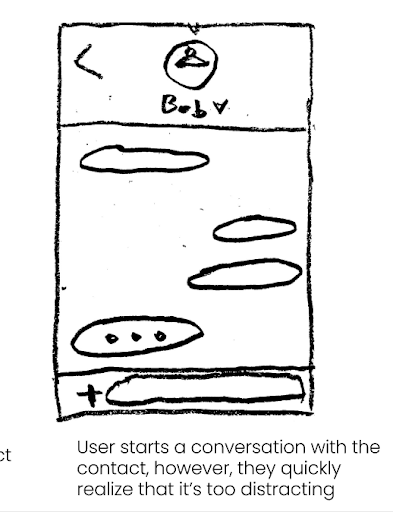 Bob
ct
User starts a conversation with the
contact, however, they quickly
realize that it's too distracting